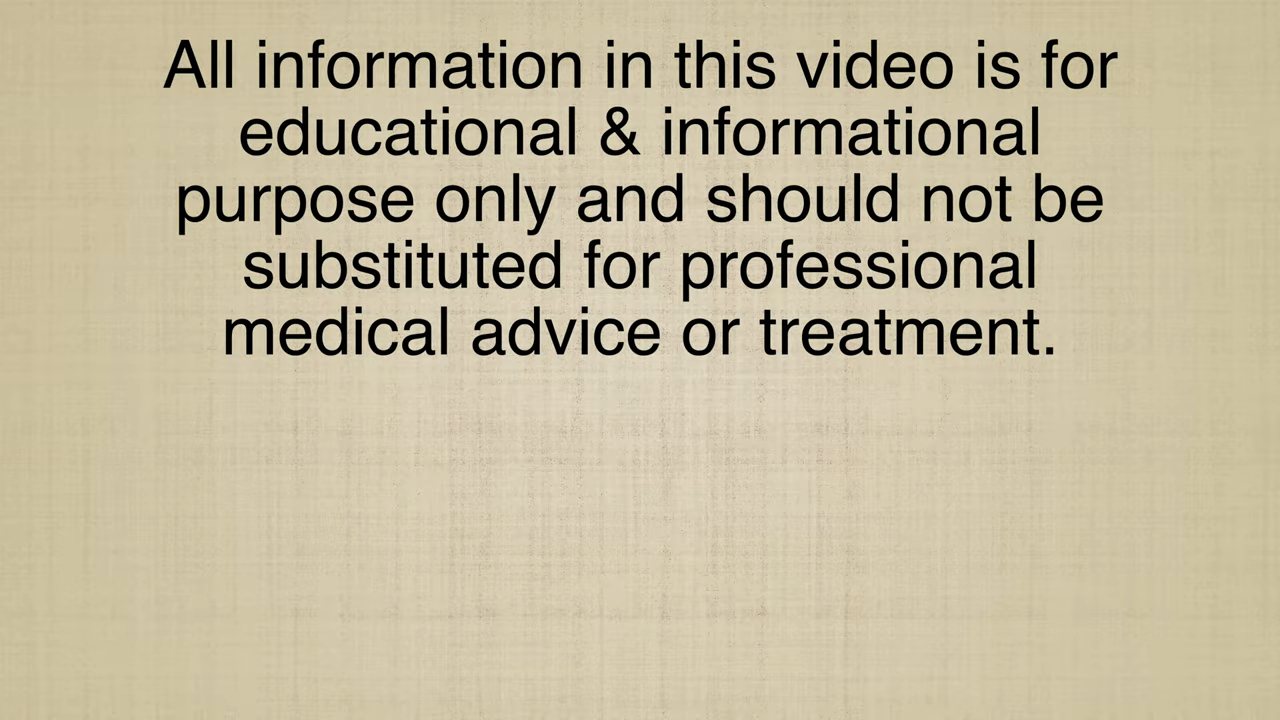 All information in this video is for
educational & informational
purpose only and should not be
substituted for professional
medical advice or treatment.